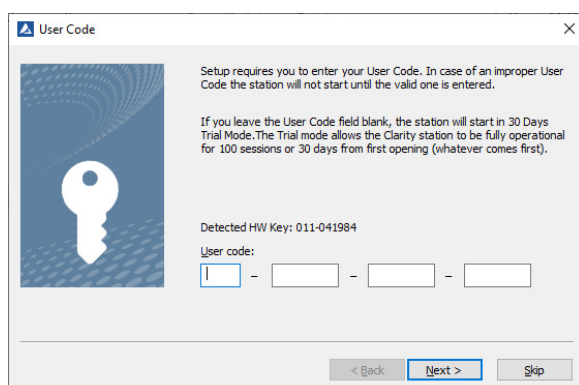 User Code
Setup requires you to enter your User Code. In case of an improper User
Code the station will not start until the valid one is entered.
If you leave the User Code field blank, the station will start in 30 Days
Trial Mode.The Trial mode allows the Clarity station to be fully operational
for 100 sessions or 30 days from first opening (whatever comes first).
Detected HW Key: 011-041984
User code:
– – –
< Back Next > Skip